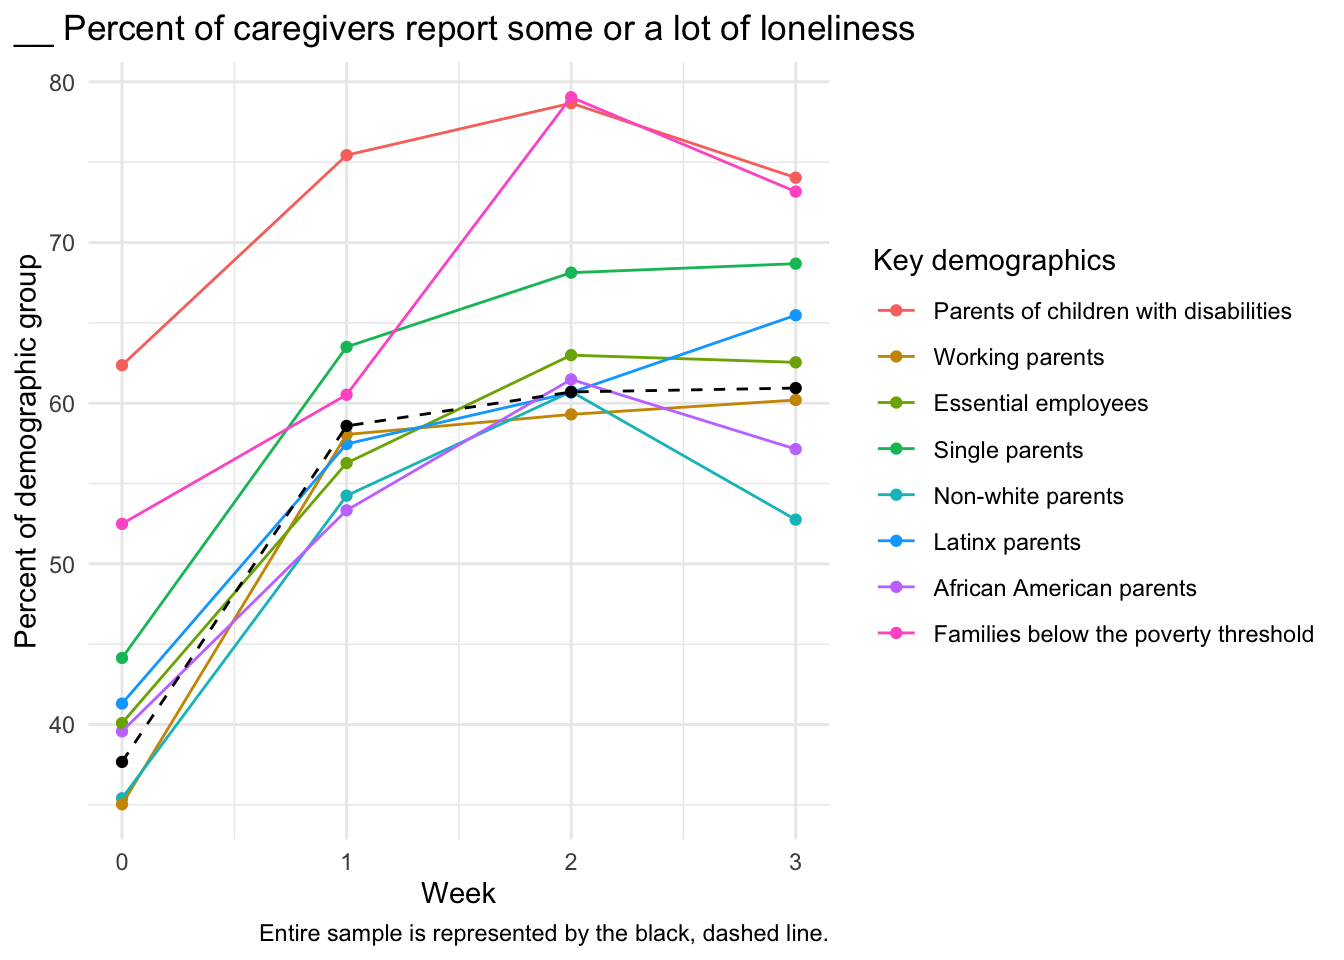 __ Percent of caregivers report some or a lot of loneliness
80
70
60
50
40
Percent of demographic group
0 1 2 3
Week
Entire sample is represented by the black, dashed line.
Key demographics
Parents of children with disabilities
Working parents
Essential employees
Single parents
Non-white parents
Latinx parents
African American parents
Families below the poverty threshold